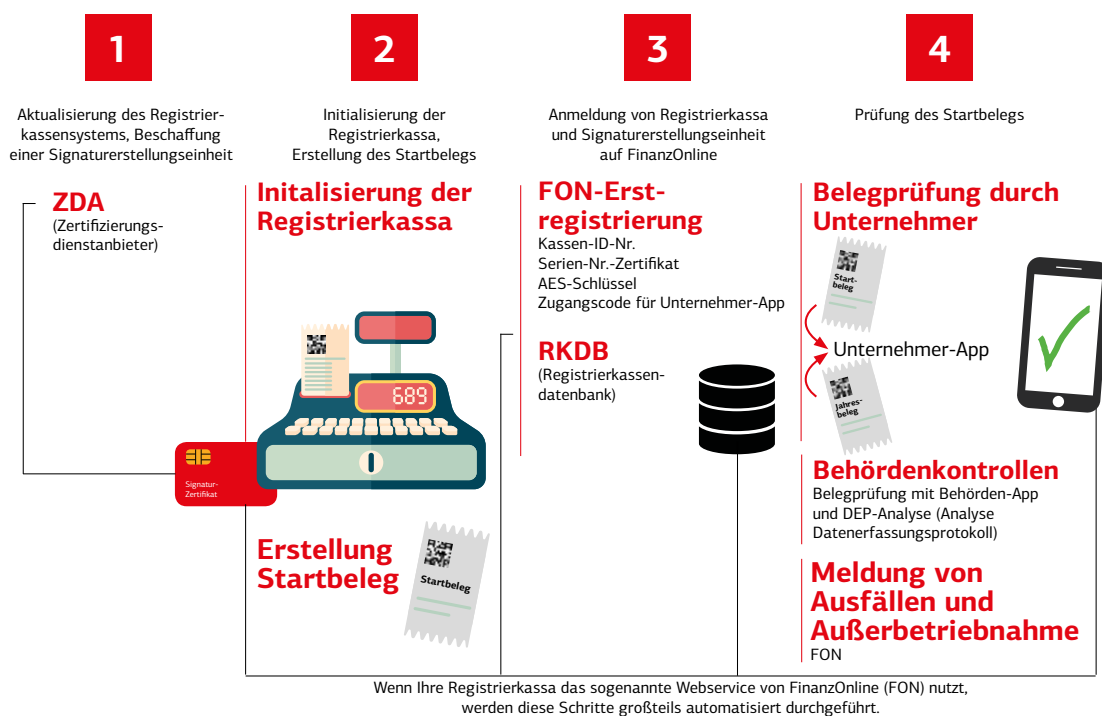 1
Aktualisierung des Registrier-
kassensystems, Beschaffung
einer Signaturerstellungseinheit
ZDA
(Zertifizierungs-
dienstanbieter)
Signatur-
Zertifikat
2
Initialisierung der
Registrierkassa,
Erstellung des Startbelegs
Initalisierung der
Registrierkassa
689
Erstellung
Startbeleg
Startbeleg
3
Anmeldung von Registrierkassa
und Signaturerstellungseinheit
auf FinanzOnline
FON-Erst-
registrierung
Kassen-ID-Nr.
Serien-Nr.-Zertifikat
AES-Schlüssel
Zugangscode für Unternehmer-App
RKDB
(Registrierkassen-
datenbank)
4
Prüfung des Startbelegs
Belegprüfung durch
Unternehmer
Start-
beleg
Unternehmer-App
Jahres-
beleg
Behördenkontrollen
Belegprüfung mit Behörden-App
und DEP-Analyse (Analyse
Datenerfassungsprotokoll)
Meldung von
Ausfällen und
Außerbetriebnahme
FON
Wenn Ihre Registrierkassa das sogenannte Webservice von FinanzOnline (FON) nutzt,
werden diese Schritte großteils automatisiert durchgeführt.